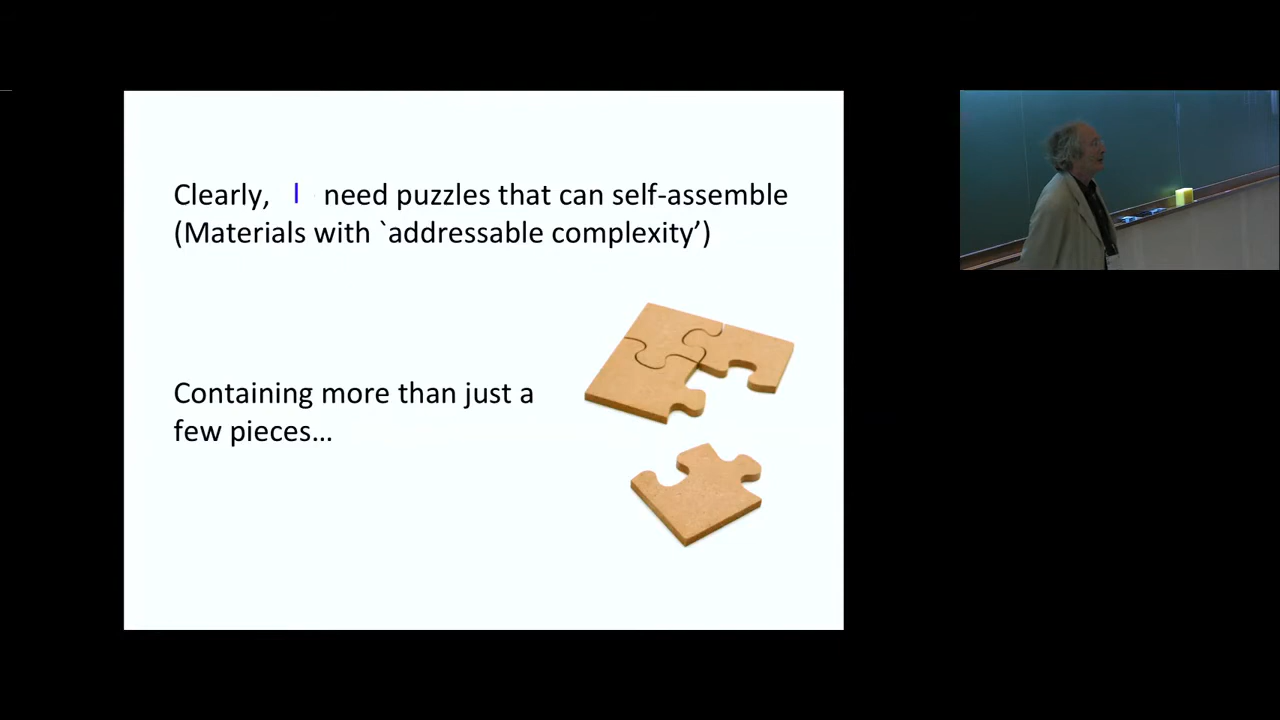 Clearly, I need puzzles that can self-assemble
(Materials with `addressable complexity’)
Containing more than just a
few pieces…